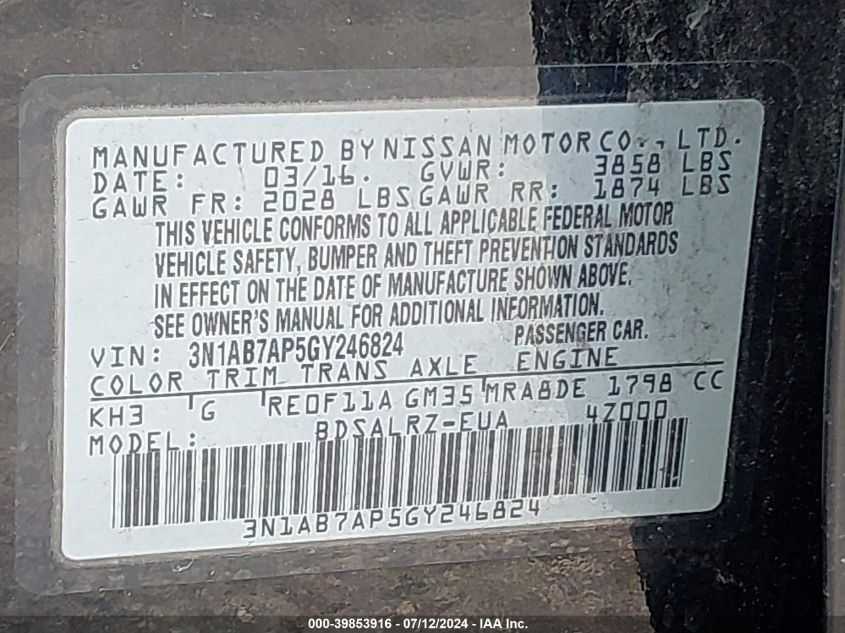 MANUFACTURED BY NISSAN MOTOR CO., LTD.
DATE: 03/16. GVWR: 3858 LBS
GAWR FR: 2028 LBS GAWR RR: 1874 LBS
THIS VEHICLE CONFORMS TO ALL APPLICABLE FEDERAL MOTOR
VEHICLE SAFETY, BUMPER AND THEFT PREVENTION STANDARDS
IN EFFECT ON THE DATE OF MANUFACTURE SHOWN ABOVE.
SEE OWNER'S MANUAL FOR ADDITIONAL INFORMATION.
VIN: 3N1AB7AP5GY246824 PASSENGER CAR.
COLOR TRIM TRANS AXLE ENGINE
KH3 G RE0F11A GM35 MRA8DE 1798 CC
MODEL: BDSALRZ-EUA 4Z000
3N1AB7AP5GY246824
000-39853916 - 07/12/2024 - IAA Inc.